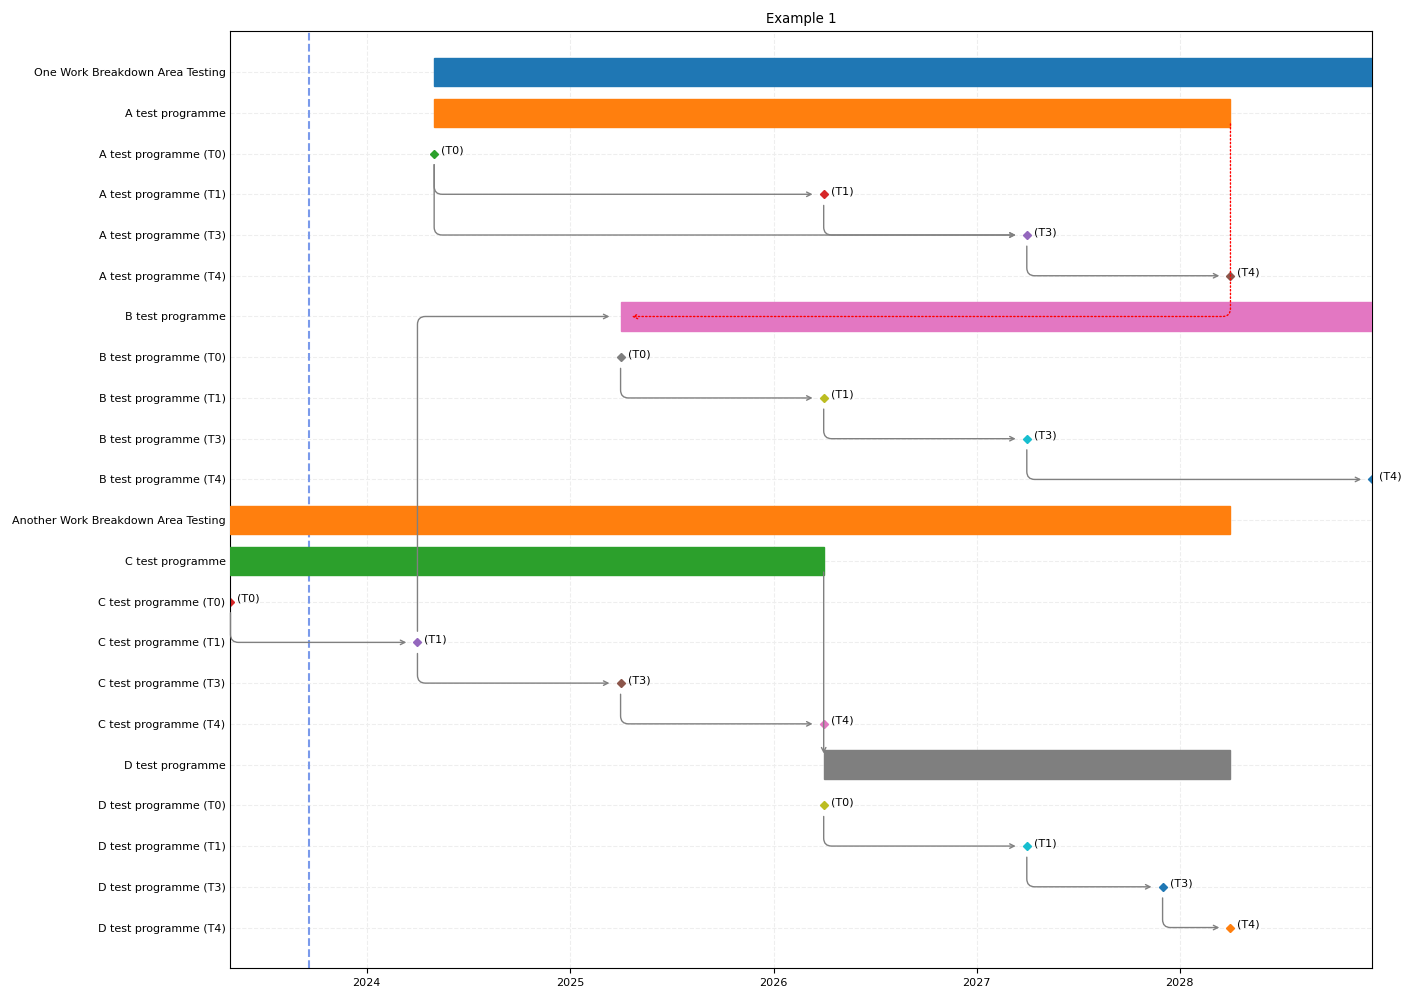 Example 1
One Work Breakdown Area Testing
A test programme
A test programme (T0)
(T0)
A test programme (T1)
(T1)
A test programme (T3)
(T3)
A test programme (T4)
(T4)
B test programme
B test programme (T0)
(T0)
B test programme (T1)
(T1)
B test programme (T3)
(T3)
B test programme (T4)
(T4)
Another Work Breakdown Area Testing
C test programme
C test programme (T0)
(T0)
C test programme (T1)
(T1)
C test programme (T3)
(T3)
C test programme (T4)
(T4)
D test programme
D test programme (T0)
(T0)
D test programme (T1)
(T1)
D test programme (T3)
(T3)
D test programme (T4)
(T4)
2024 2025 2026 2027 2028